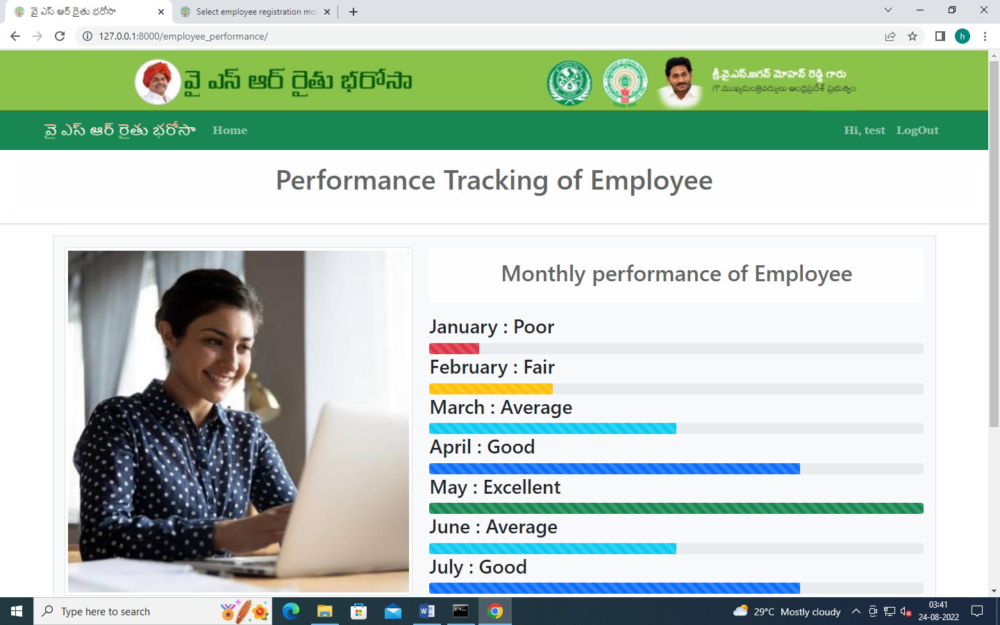 వై ఎస్ ఆర్ రైతు భరోసా
Select employee registration mod
127.0.0.1:8000/employee_performance/
h
వై ఎస్ ఆర్ రైతు భరోసా
శ్రీ.వై.ఎస్.జగన్ మోహన్ రెడ్డి గారు
గౌ.ముఖ్యమంత్రివర్యులు ఆంధ్రప్రదేశ్ ప్రభుత్వం
వై ఎస్ ఆర్ రైతు భరోసా Home Hi, test LogOut
Performance Tracking of Employee
Monthly performance of Employee
January : Poor
February : Fair
March : Average
April : Good
May : Excellent
June : Average
July : Good
Type here to search
29°C Mostly cloudy
03:41
24-08-2022